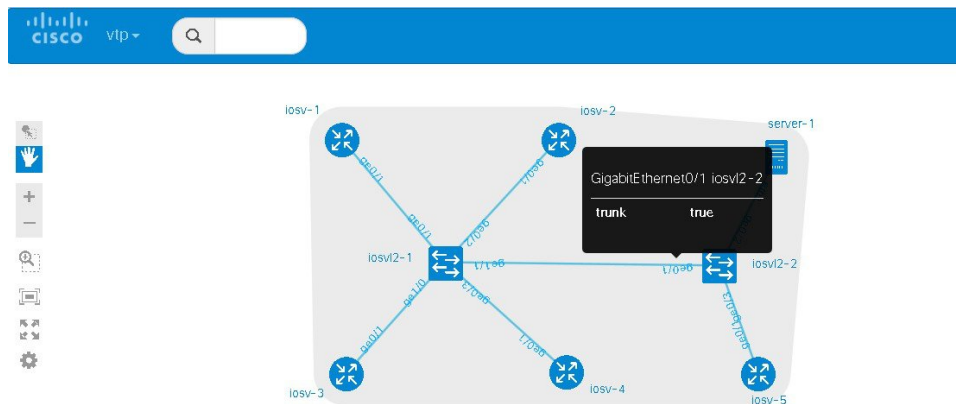 CISCO
vtp
iosv-1
iosv-2
server-1
GigabitEthernet0/1 iosvl2-2
trunk true
ge0/1
ge0/1
ge0/1
ge0/2
iosvl2-1
ge1/1
ge0/1
iosvl2-2
ge1/0
ge0/3
ge0/3
ge0/1
ge0/1
ge0/1
iosv-3
iosv-4
iosv-5